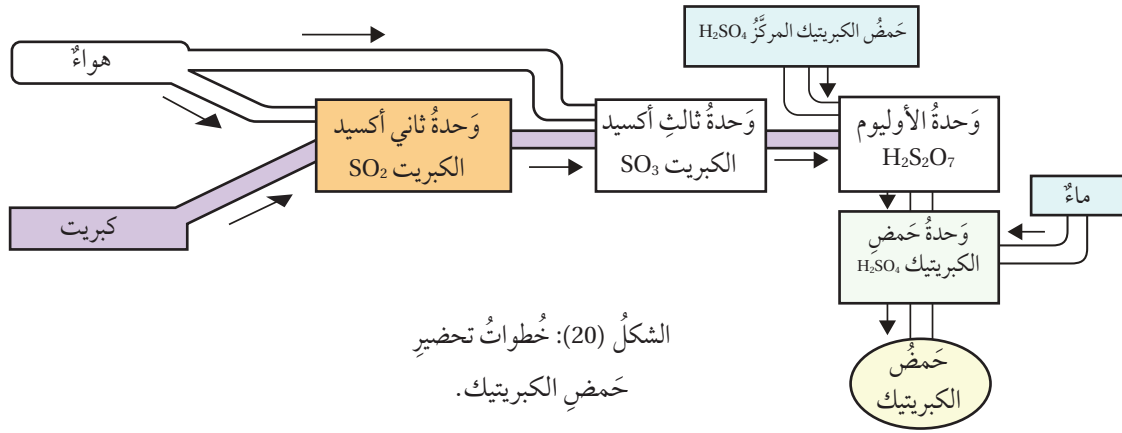 حَمضُ الكبريتيك المركَّزُ H₂SO₄
هواءٌ
وَحدةُ ثاني أكسيد
الكبريت SO₂
وَحدةُ ثالثِ أكسيد
الكبريت SO₃
وَحدةُ الأوليوم
H₂S₂O₇
ماءٌ
كبريت
وَحدةُ حَمضِ
الكبريتيك H₂SO₄
حَمضُ
الكبريتيك
الشكلُ (20): خُطواتُ تحضيرِ
حَمضِ الكبريتيك.